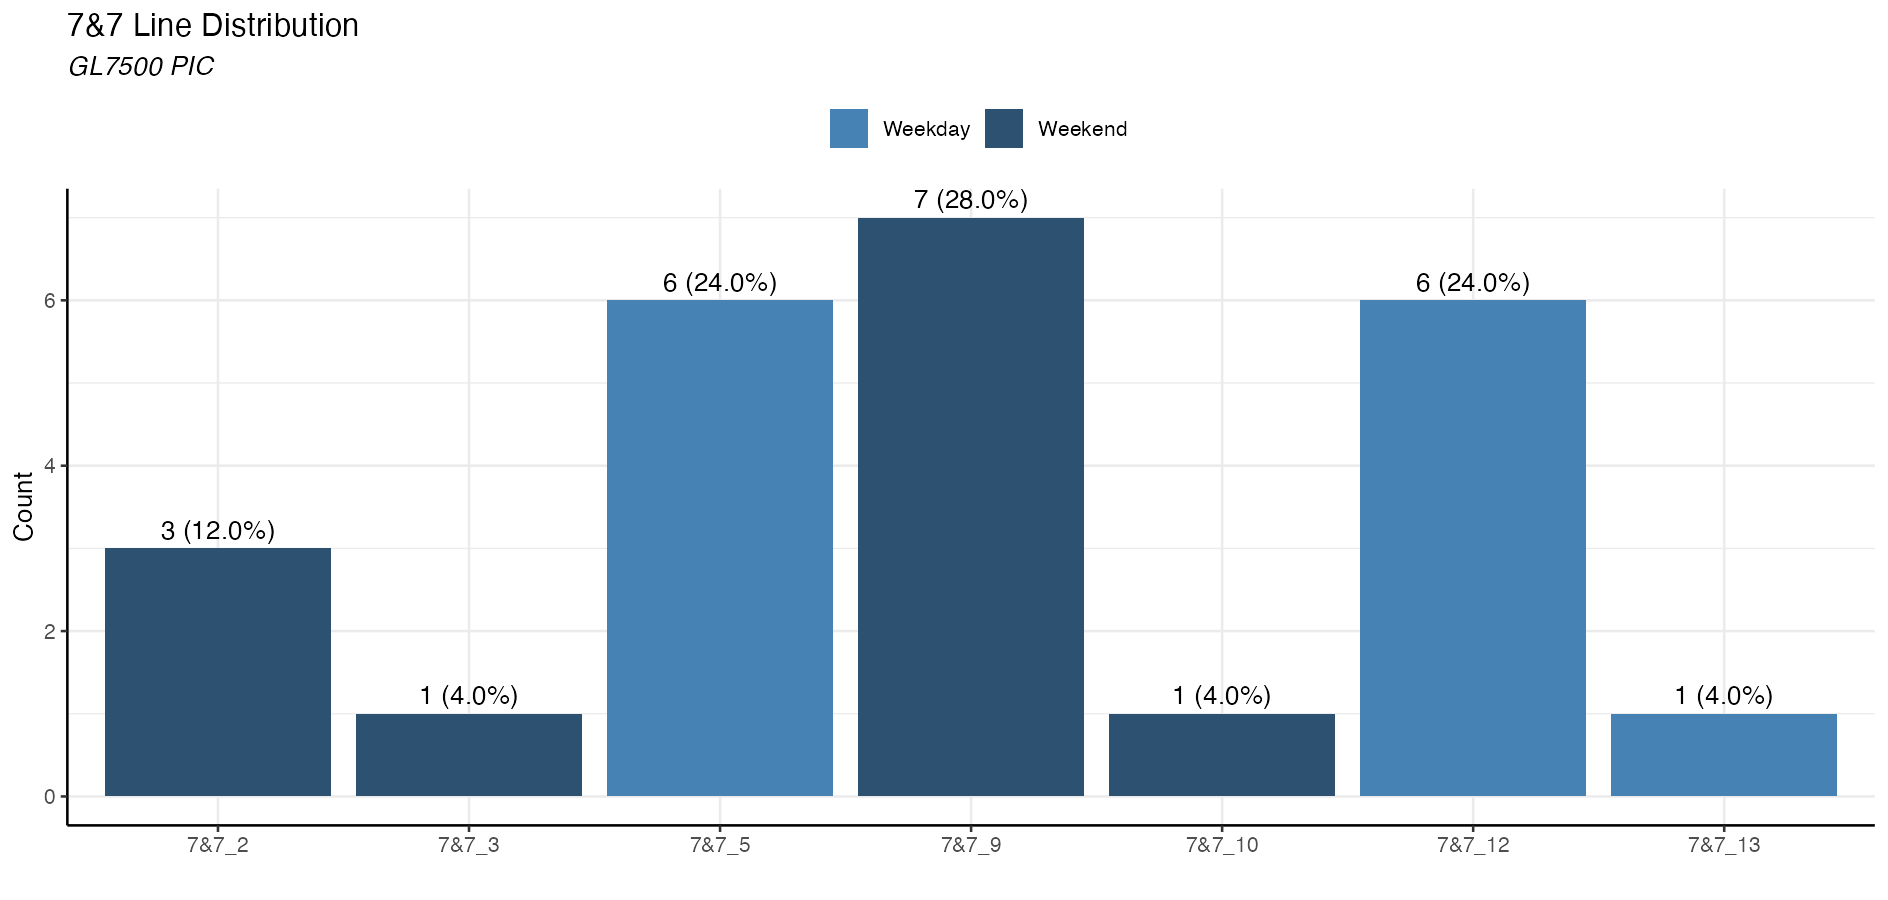 7&7 Line Distribution
GL7500 PIC
Weekday Weekend
7 (28.0%)
6 (24.0%)
6 (24.0%)
3 (12.0%)
1 (4.0%)
1 (4.0%)
1 (4.0%)
6
4
2
0
Count
7&7_2 7&7_3 7&7_5 7&7_9 7&7_10 7&7_12 7&7_13